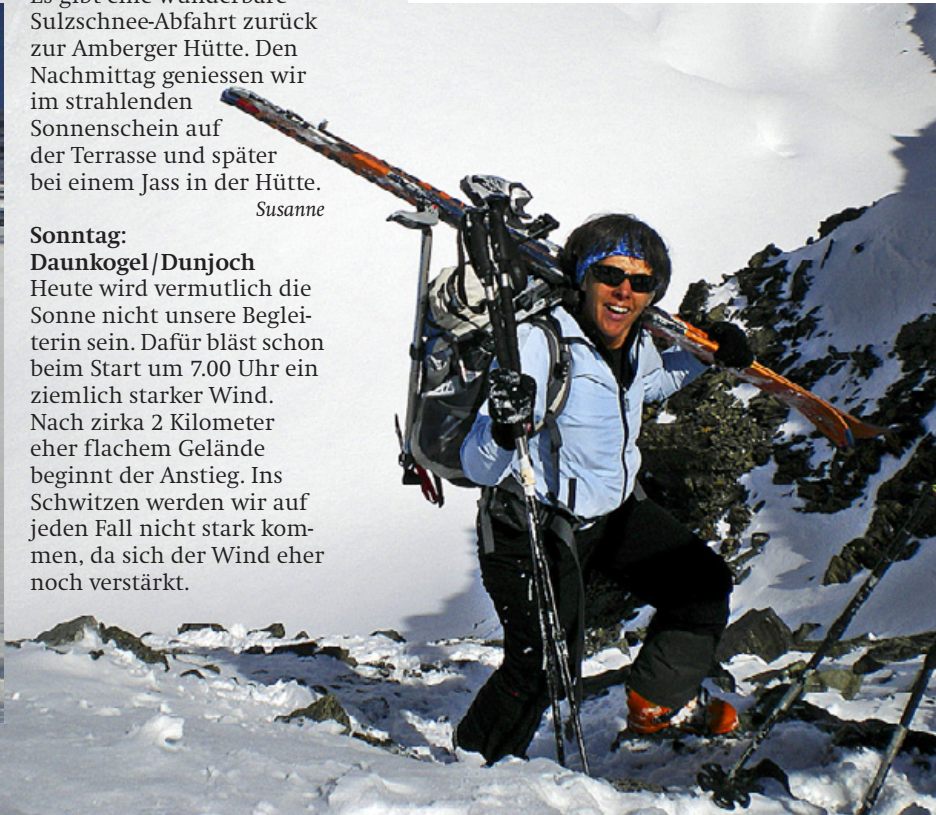 Es gibt eine wunderbare
Sulzschnee-Abfahrt zurück
zur Amberger Hütte. Den
Nachmittag geniessen wir
im strahlenden
Sonnenschein auf
der Terrasse und später
bei einem Jass in der Hütte.
Susanne
Sonntag:
Daunkogel/Dunjoch
Heute wird vermutlich die
Sonne nicht unsere Beglei-
terin sein. Dafür bläst schon
beim Start um 7.00 Uhr ein
ziemlich starker Wind.
Nach zirka 2 Kilometer
eher flachem Gelände
beginnt der Anstieg. Ins
Schwitzen werden wir auf
jeden Fall nicht stark kom-
men, da sich der Wind eher
noch verstärkt.